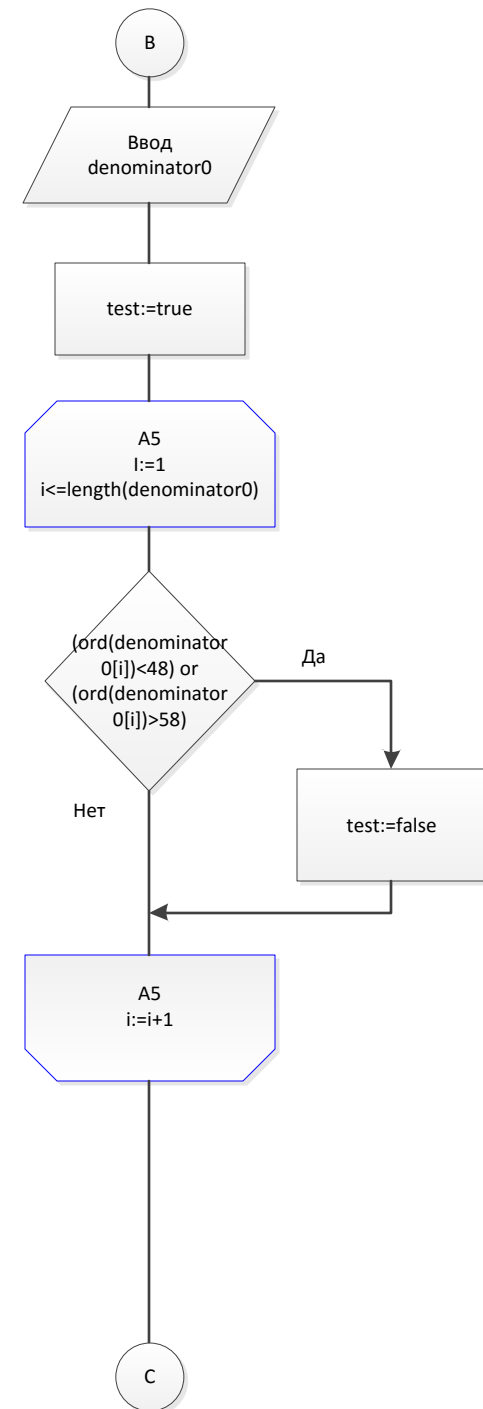 B
Ввод
denominator0
test:=true
A5
I:=1
i<=length(denominator0)
(ord(denominator
0[i])<48) or
(ord(denominator
0[i])>58)
Да
test:=false
Нет
A5
i:=i+1
C